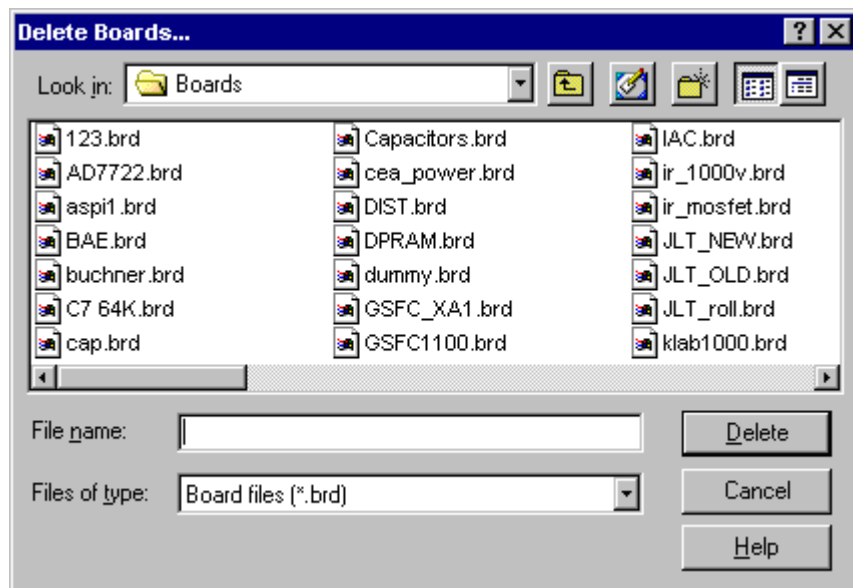 Delete Boards...
Look in: Boards
123.brd
AD7722.brd
aspi1.brd
BAE.brd
buchner.brd
C7 64K.brd
cap.brd
Capacitors.brd
cea_power.brd
DIST.brd
DPRAM.brd
dummy.brd
GSFC_XA1.brd
GSFC1100.brd
IAC.brd
ir_1000v.brd
ir_mosfet.brd
JLT_NEW.brd
JLT_OLD.brd
JLT_roll.brd
klab1000.brd
File name:
Delete
Files of type: Board files (*.brd)
Cancel
Help